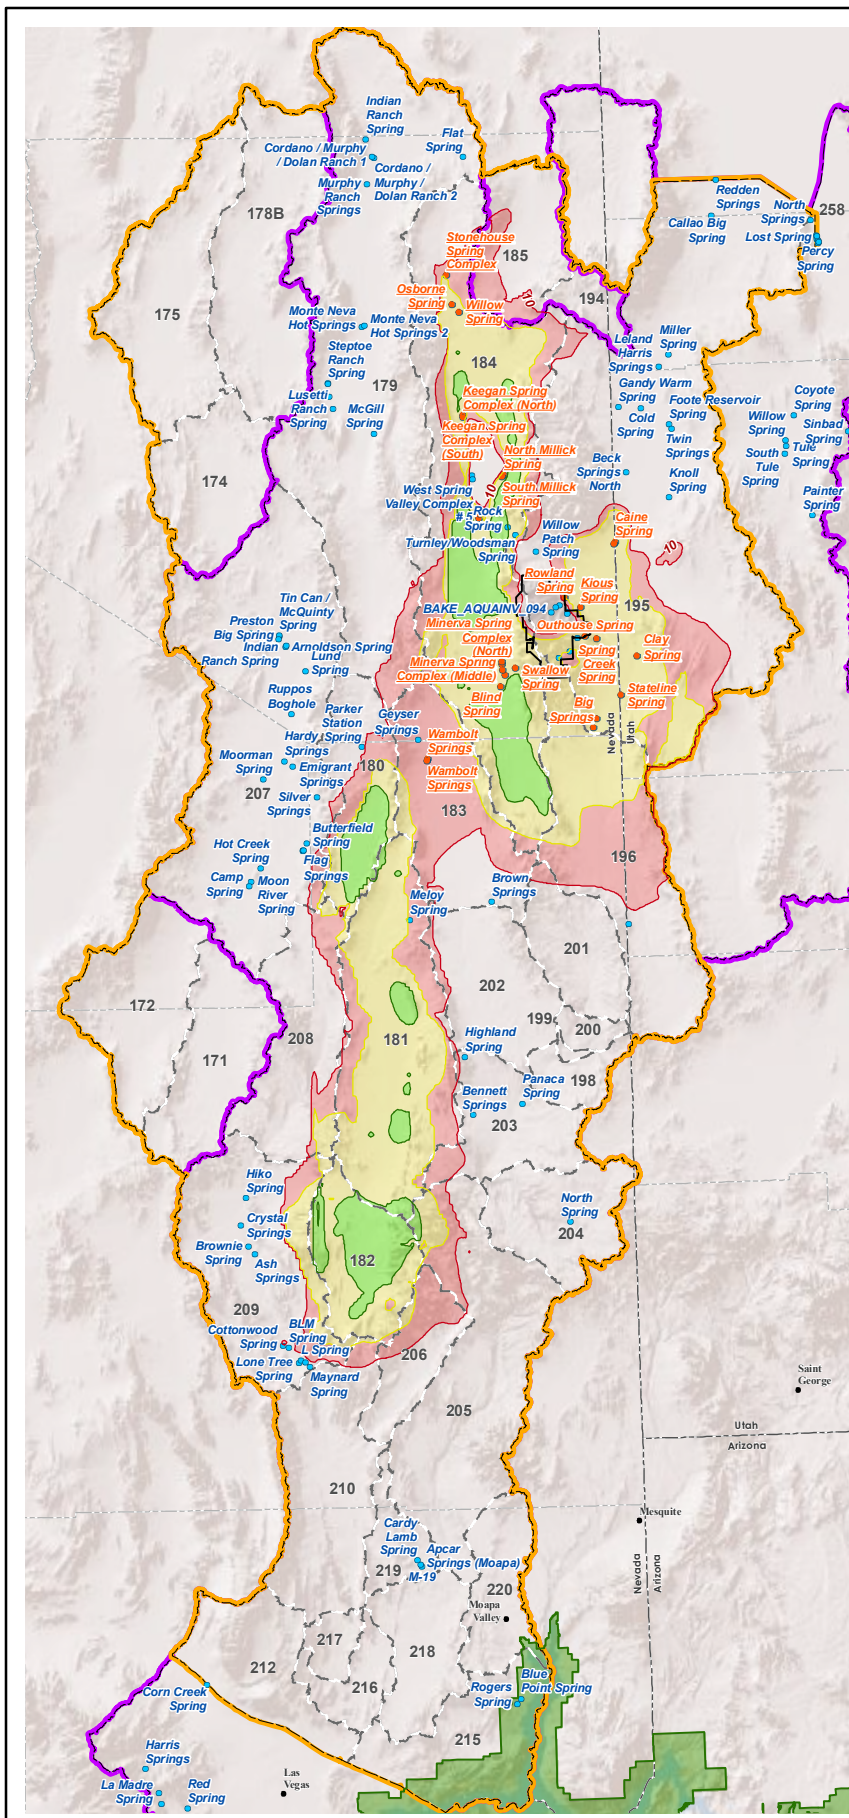 Indian
Ranch
Spring
Cordano / Murphy
/ Dolan Ranch 1
Flat
Spring
Cordano /
Murphy /
Dolan Ranch 2
Murphy
Ranch
Springs
178B
Redden
Springs
North
Springs
258
Callao Big
Spring
Lost Spring
Percy
Spring
Stonehouse
Spring
Complex
185
Osborne
Spring
Willow
Spring
10
194
175
Monte Neva
Hot Springs
Monte Neva
Hot Springs 2
Steptoe
Ranch
Spring
179
184
Leland
Harris
Springs
Miller
Spring
Lusetti
Ranch
Spring
McGill
Spring
Keegan Spring
Complex (North)
Keegan Spring
Complex
(South)
Gandy Warm
Spring
Cold
Spring
Foote Reservoir
Spring
Twin
Springs
Coyote
Spring
Willow
Spring
Sinbad
Spring
Tule
Spring
South
Tule
Spring
174
North Millick
Spring
South Millick
Spring
10
West Spring
Valley Complex
# 5
Rock
Spring
Beck
Springs
North
Knoll
Spring
Painter
Spring
Turnley/Woodsman
Spring
Willow
Patch
Spring
Caine
Spring
10
Rowland
Spring
Kious
Spring
195
Tin Can /
McQuinty
Spring
Preston
Big Spring
Indian
Ranch Spring
Arnoldson Spring
Lund
Spring
BAKE_AQUAINV_094
Minerva Spring
Complex
(North)
Outhouse Spring
Spring
Creek
Spring
Clay
Spring
Minerva Spring
Complex (Middle)
Swallow
Spring
Blind
Spring
Stateline
Spring
Big
Springs
Ruppos
Boghole
Parker
Station
Spring
Geyser
Springs
Nevada
Utah
Hardy
Springs
Wambolt
Springs
Wambolt
Springs
Moorman
Spring
Emigrant
Springs
180
207
Silver
Springs
183
Butterfield
Spring
Flag
Springs
Hot Creek
Spring
Camp
Spring
Moon
River
Spring
196
Brown
Springs
Meloy
Spring
201
202
172
199
200
208
181
171
Highland
Spring
198
Panaca
Spring
Bennett
Springs
203
Hiko
Spring
North
Spring
204
Crystal
Springs
Brownie
Spring
Ash
Springs
182
209
BLM
Spring
Cottonwood
Spring
L Spring
Lone Tree
Spring
Maynard
Spring
206
Saint
George
205
Utah
Arizona
210
Mesquite
Cardy
Lamb
Spring
Apcar
Springs (Moapa)
M-19
219
Nevada
Arizona
220
Moapa
Valley
217
218
212
216
Corn Creek
Spring
Blue
Point Spring
Rogers
Spring
215
Harris
Springs
Las
Vegas
La Madre
Spring
Red
Spring